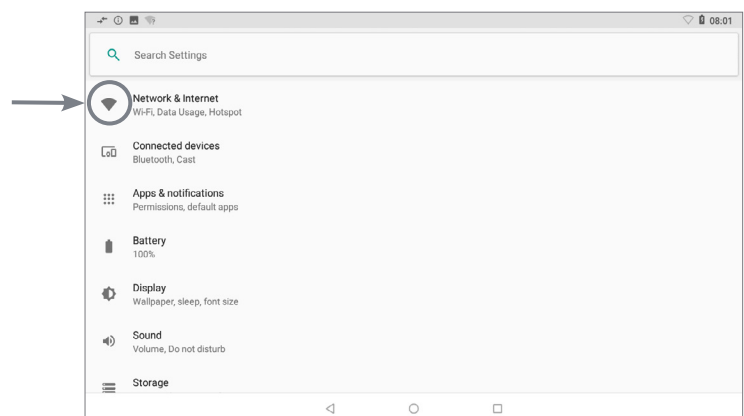 08:01
Search Settings
Network & Internet
Wi-Fi, Data Usage, Hotspot
Connected devices
Bluetooth, Cast
Apps & notifications
Permissions, default apps
Battery
100%
Display
Wallpaper, sleep, font size
Sound
Volume, Do not disturb
Storage